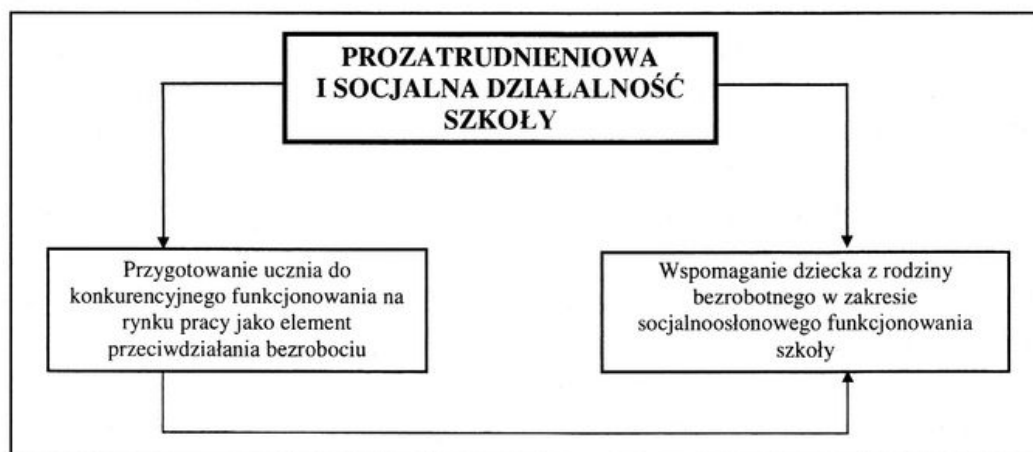 PROZATRUDNIENIOWA
I SOCJALNA DZIAŁALNOŚĆ
SZKOŁY
Przygotowanie ucznia do
konkurencyjnego funkcjonowania na
rynku pracy jako element
przeciwdziałania bezrobociu
Wspomaganie dziecka z rodziny
bezrobotnego w zakresie
socjalnoosłonowego funkcjonowania
szkoły